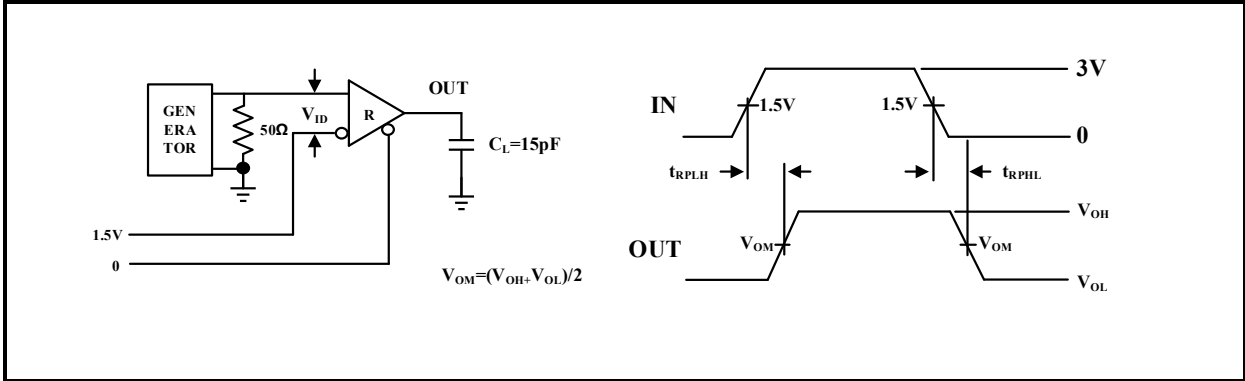 GEN
ERA
TOR
50Ω
V_ID
R
OUT
C_L=15pF
1.5V
0
V_OM=(V_OH+V_OL)/2
IN
1.5V
1.5V
3V
0
t_RPLH
t_RPHL
OUT
V_OM
V_OM
V_OH
V_OL